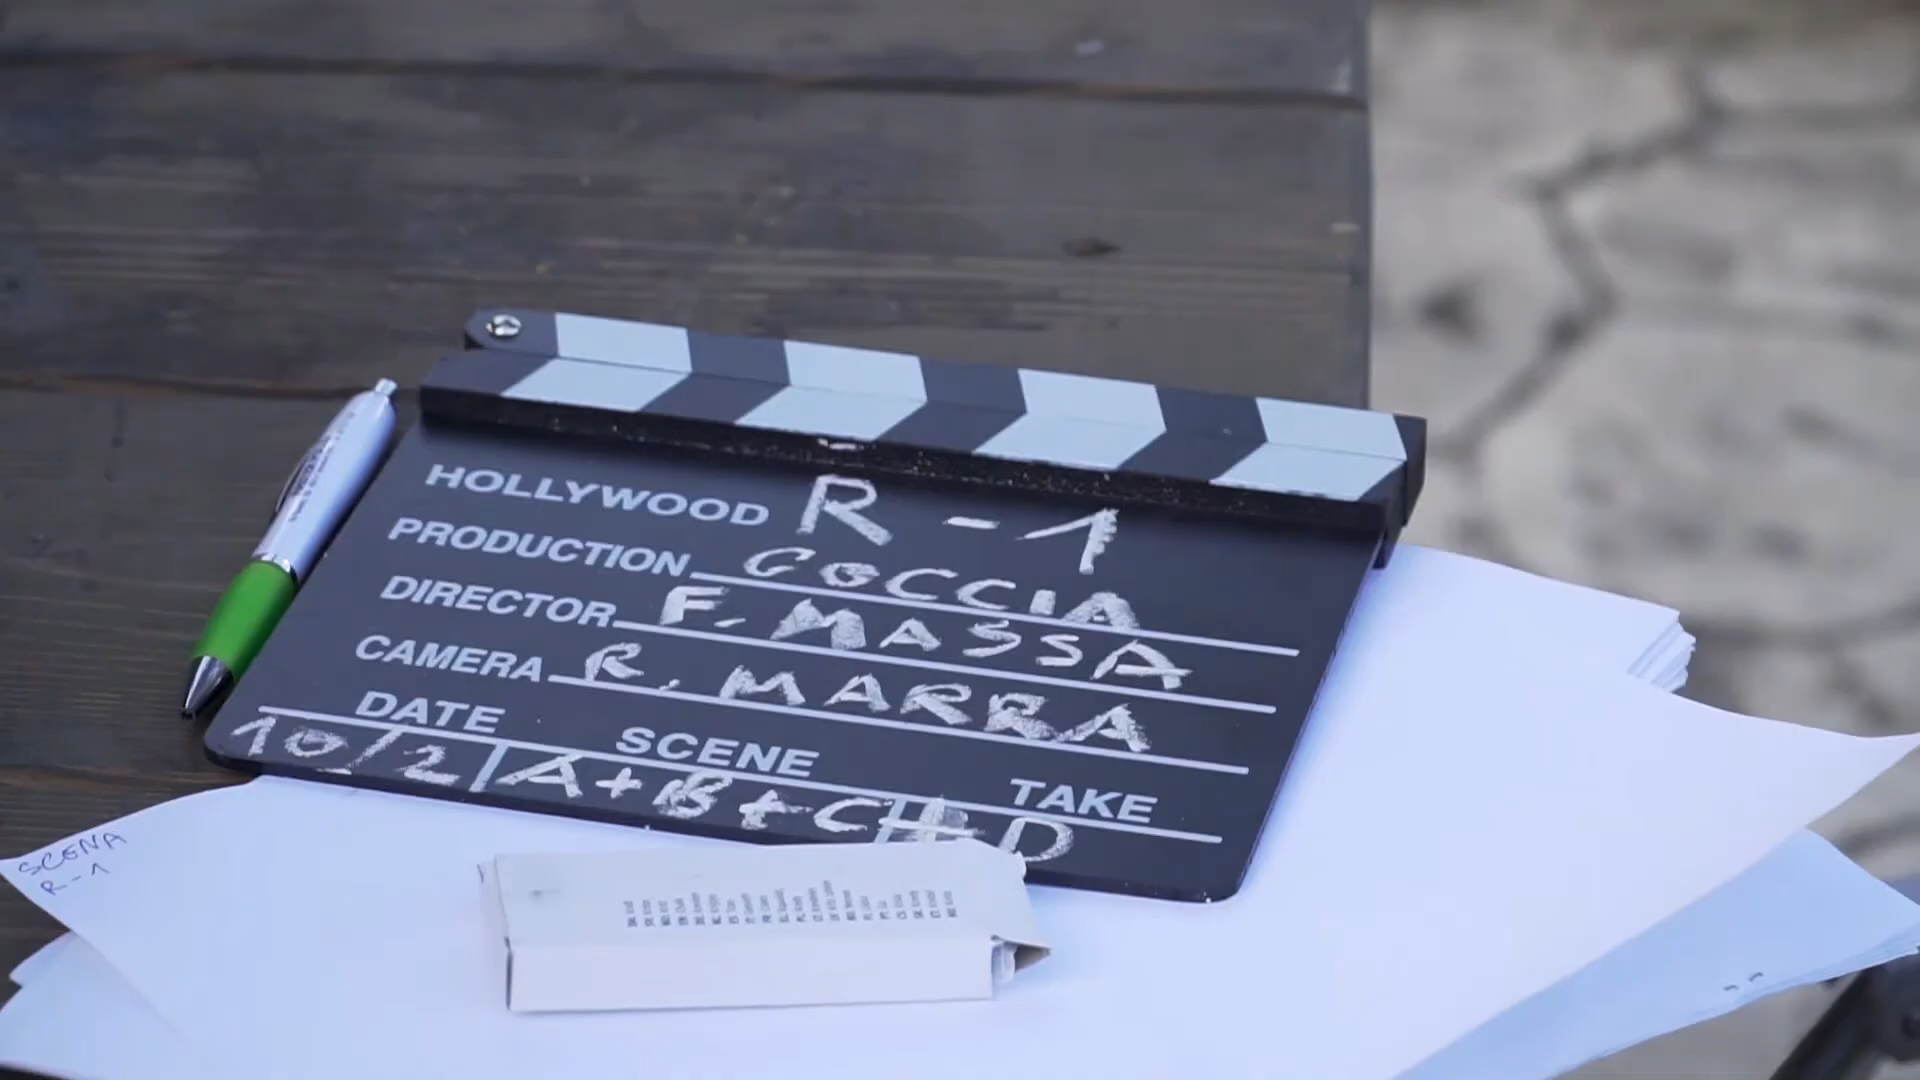 HOLLYWOOD R-1
PRODUCTION GOCCIA
DIRECTOR F. MASSA
CAMERA R. MARRA
DATE SCENE TAKE
10/2 A+B+C+D
SCENA
R-1